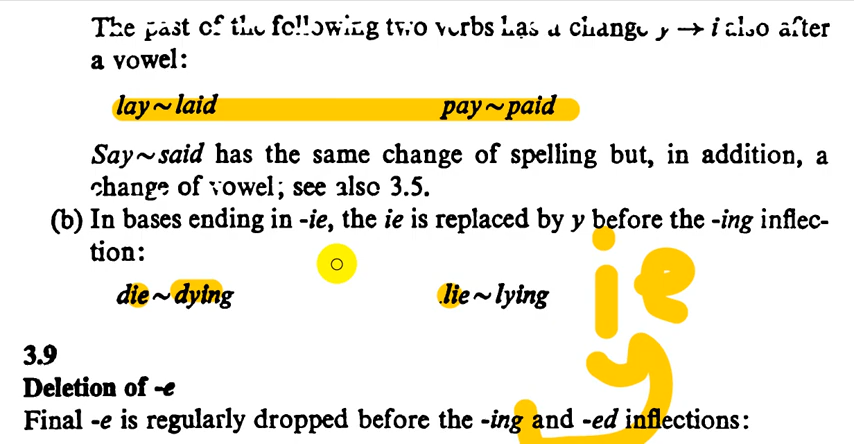 The past of the following two verbs has a change y → i also after
a vowel:
lay ~ laid pay ~ paid
Say ~ said has the same change of spelling but, in addition, a
change of vowel; see also 3.5.
(b) In bases ending in -ie, the ie is replaced by y before the -ing inflec-
tion:
die ~ dying lie ~ lying
ie
y
3.9
Deletion of -e
Final -e is regularly dropped before the -ing and -ed inflections: